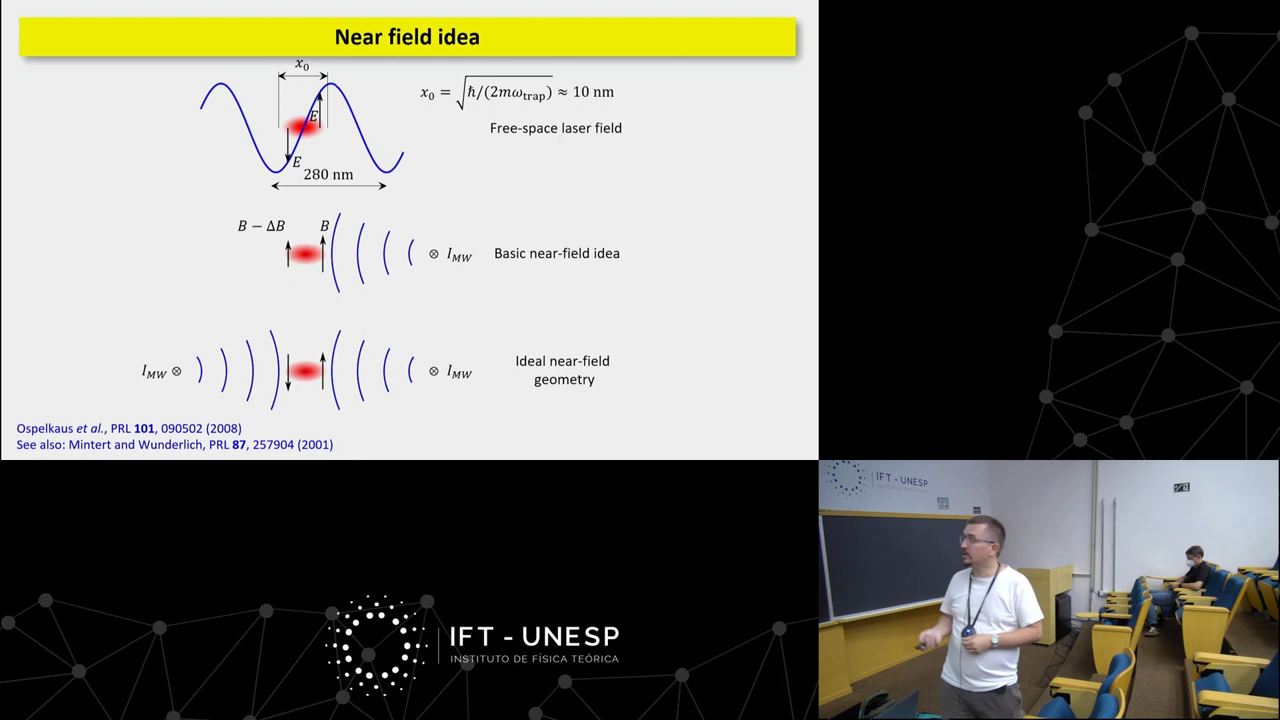 Near field idea
x₀
x₀ = √ħ/(2mω_trap) ≈ 10 nm
E
Free-space laser field
E
280 nm
B − ΔB
B
⊗ I_MW
Basic near-field idea
I_MW ⊗
⊗ I_MW
Ideal near-field
geometry
Ospelkaus et al., PRL 101, 090502 (2008)
See also: Mintert and Wunderlich, PRL 87, 257904 (2001)
IFT - UNESP
INSTITUTO DE FÍSICA TEÓRICA
IFT - UNESP